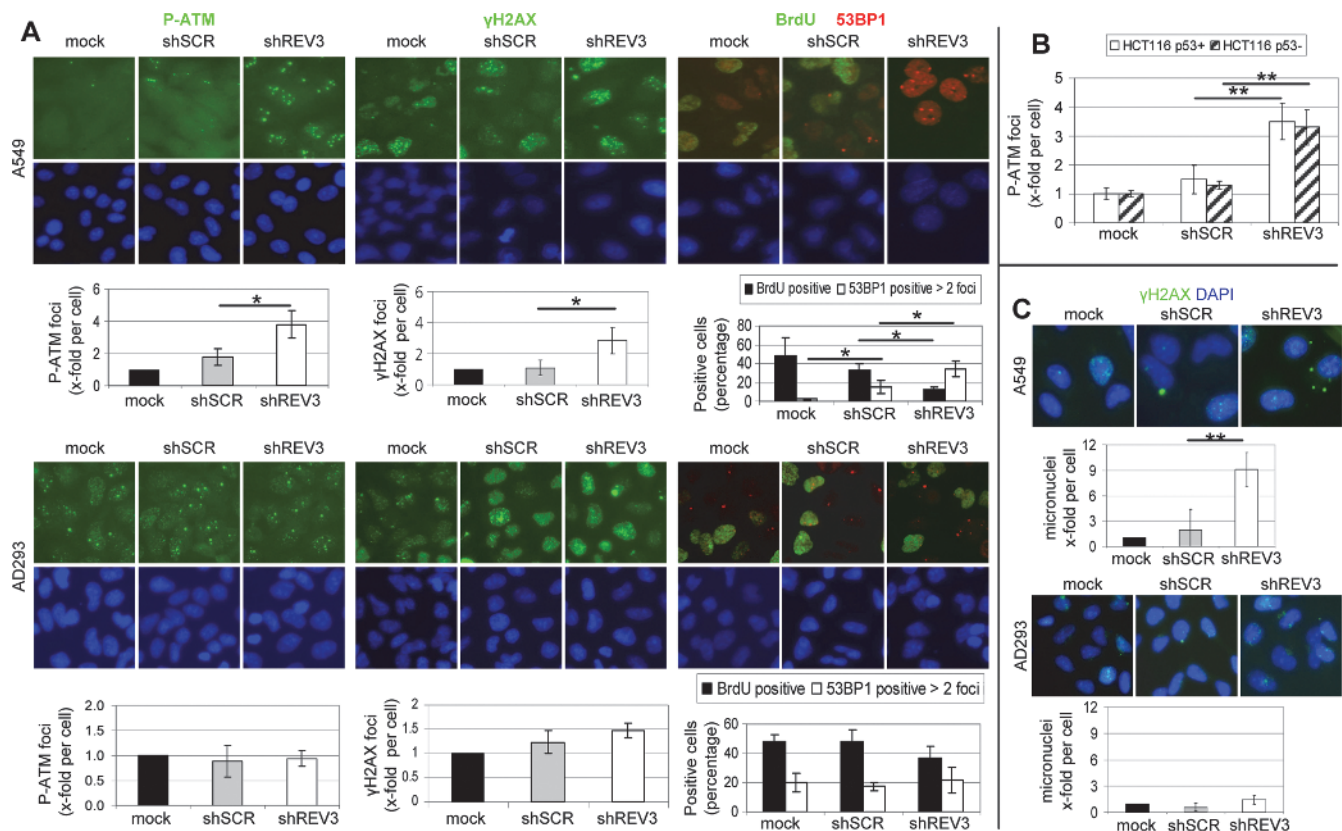 A
P-ATM
γH2AX
BrdU 53BP1
mock shSCR shREV3 mock shSCR shREV3 mock shSCR shREV3
A549
P-ATM foci
(x-fold per cell)
6
4
2
0
*
mock shSCR shREV3
γH2AX foci
(x-fold per cell)
6
4
2
0
*
mock shSCR shREV3
BrdU positive 53BP1 positive > 2 foci
Positive cells
(percentage)
80
60
40
20
0
* * *
mock shSCR shREV3
mock shSCR shREV3 mock shSCR shREV3 mock shSCR shREV3
AD293
P-ATM foci
(x-fold per cell)
2.0
1.5
1.0
0.5
0.0
mock shSCR shREV3
γH2AX foci
(x-fold per cell)
2
1.5
1
0.5
0
mock shSCR shREV3
BrdU positive 53BP1 positive > 2 foci
Positive cells
(percentage)
80
60
40
20
0
mock shSCR shREV3
B
HCT116 p53+ HCT116 p53-
P-ATM foci
(x-fold per cell)
5
4
3
2
1
0
**
**
mock shSCR shREV3
C
γH2AX DAPI
mock shSCR shREV3
A549
micronuclei
x-fold per cell
12
9
6
3
0
**
mock shSCR shREV3
mock shSCR shREV3
AD293
micronuclei
x-fold per cell
12
9
6
3
0
mock shSCR shREV3